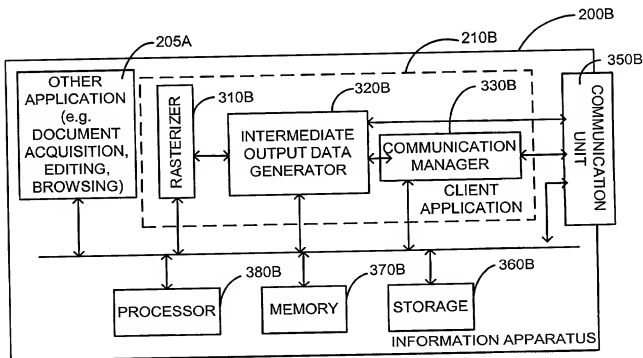 200B
205A
210B
350B
OTHER
APPLICATION
(e.g.
DOCUMENT
ACQUISITION,
EDITING,
BROWSING)
RASTERIZER
310B
320B
INTERMEDIATE
OUTPUT DATA
GENERATOR
330B
COMMUNICATION
MANAGER
CLIENT
APPLICATION
COMMUNICATION
UNIT
380B
PROCESSOR
370B
MEMORY
360B
STORAGE
INFORMATION APPARATUS